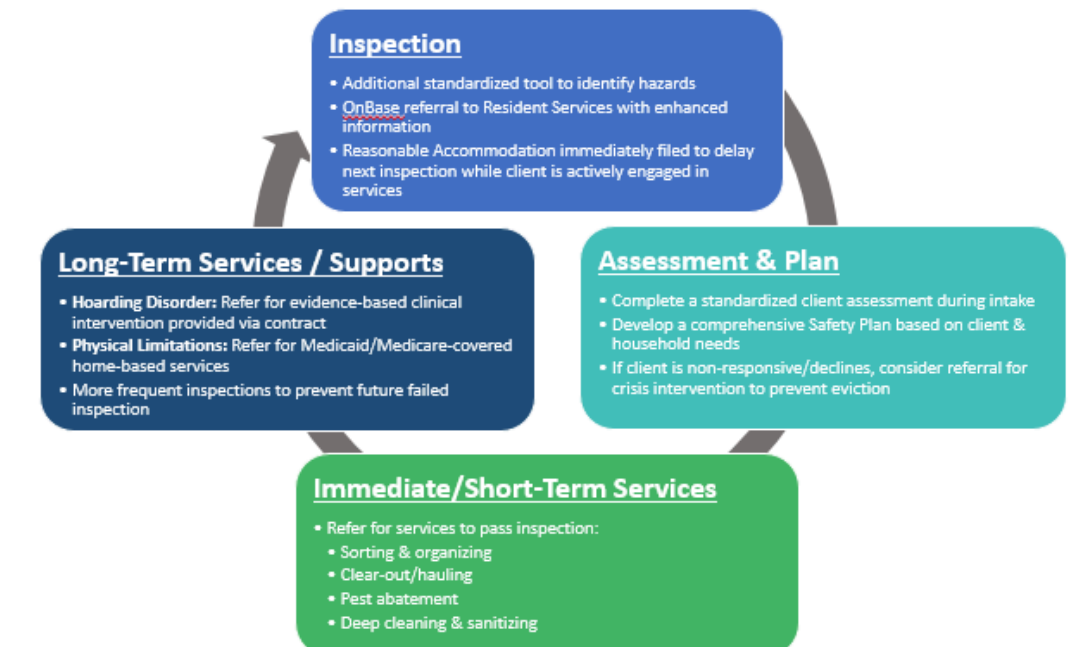 Inspection
• Additional standardized tool to identify hazards
• OnBase referral to Resident Services with enhanced
information
• Reasonable Accommodation immediately filed to delay
next inspection while client is actively engaged in
services
Assessment & Plan
• Complete a standardized client assessment during intake
• Develop a comprehensive Safety Plan based on client &
household needs
• If client is non-responsive/declines, consider referral for
crisis intervention to prevent eviction
Immediate/Short-Term Services
• Refer for services to pass inspection:
• Sorting & organizing
• Clear-out/hauling
• Pest abatement
• Deep cleaning & sanitizing
Long-Term Services / Supports
• Hoarding Disorder: Refer for evidence-based clinical
intervention provided via contract
• Physical Limitations: Refer for Medicaid/Medicare-covered
home-based services
• More frequent inspections to prevent future failed
inspection